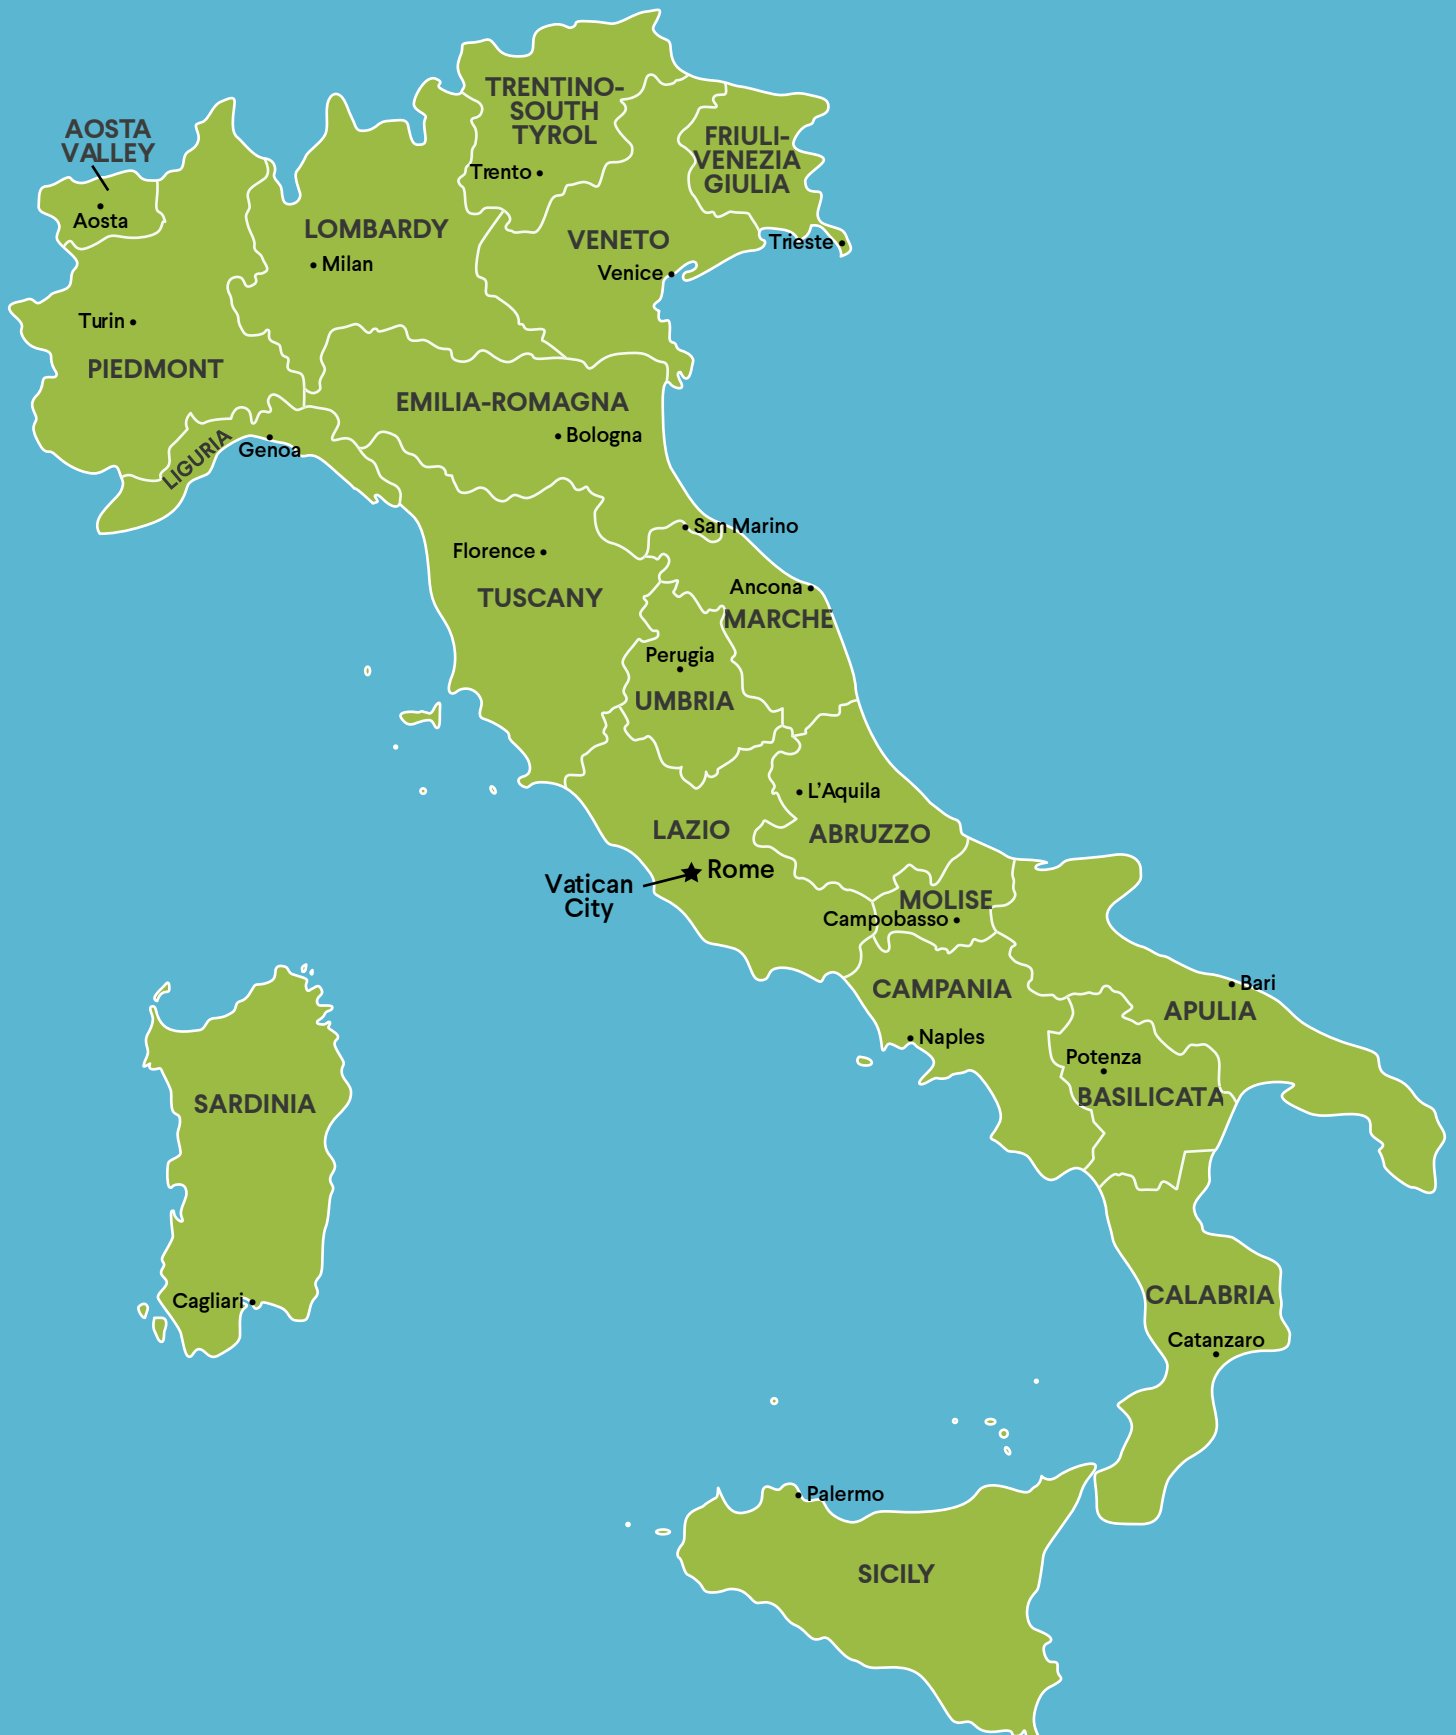 TRENTINO-
SOUTH
TYROL
Trento
AOSTA
VALLEY
Aosta
FRIULI-
VENEZIA
GIULIA
Trieste
LOMBARDY
Milan
VENETO
Venice
Turin
PIEDMONT
EMILIA-ROMAGNA
Bologna
LIGURIA
Genoa
San Marino
Florence
TUSCANY
Ancona
MARCHE
Perugia
UMBRIA
L'Aquila
ABRUZZO
LAZIO
Rome
Vatican
City
MOLISE
Campobasso
CAMPANIA
Naples
Bari
APULIA
Potenza
BASILICATA
SARDINIA
Cagliari
CALABRIA
Catanzaro
Palermo
SICILY